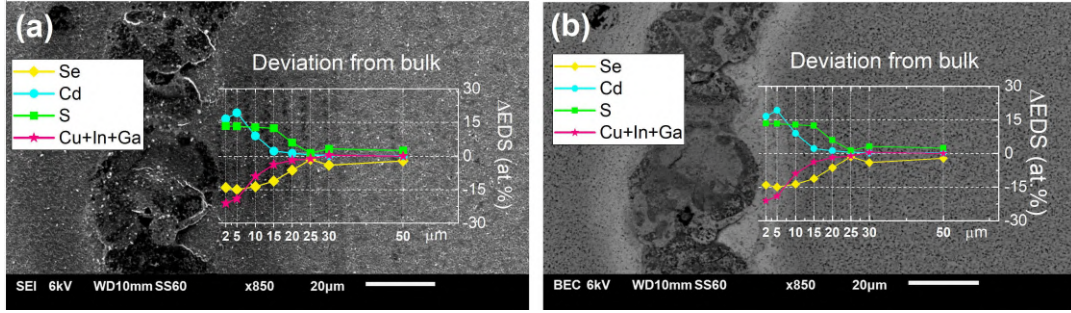 (a)
Deviation from bulk
Se
Cd
S
Cu+In+Ga
30
15
0
-15
-30
ΔEDS (at.%)
2 5 10 15 20 25 30 50 μm
SEI 6kV WD10mm SS60 x850 20μm
(b)
Deviation from bulk
Se
Cd
S
Cu+In+Ga
30
15
0
-15
-30
ΔEDS (at.%)
2 5 10 15 20 25 30 50 μm
BEC 6kV WD10mm SS60 x850 20μm